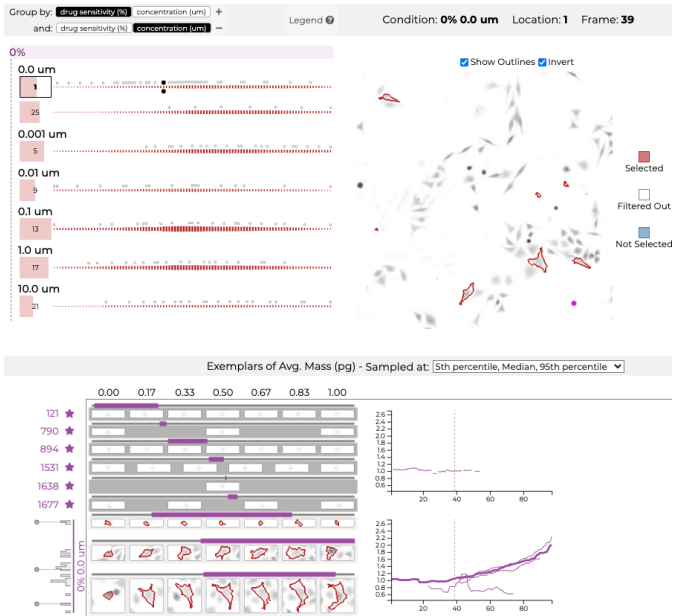 Group by: drug sensitivity (%) concentration (um) +
and: drug sensitivity (%) concentration (um) −
Legend ?
Condition: 0% 0.0 um Location: 1 Frame: 39
0%
0.0 um
1
25
0.001 um
5
0.01 um
9
0.1 um
13
1.0 um
17
10.0 um
21
Show Outlines Invert
Selected
Filtered Out
Not Selected
Exemplars of Avg. Mass (pg) - Sampled at: 5th percentile, Median, 95th percentile
0.00 0.17 0.33 0.50 0.67 0.83 1.00
121
790
894
1531
1638
1677
0% 0.0 um
2.6
2.4
2.2
2.0
1.8
1.6
1.4
1.2
1.0
0.8
0.6
20 40 60 80
2.6
2.4
2.2
2.0
1.8
1.6
1.4
1.2
1.0
0.8
0.6
20 40 60 80